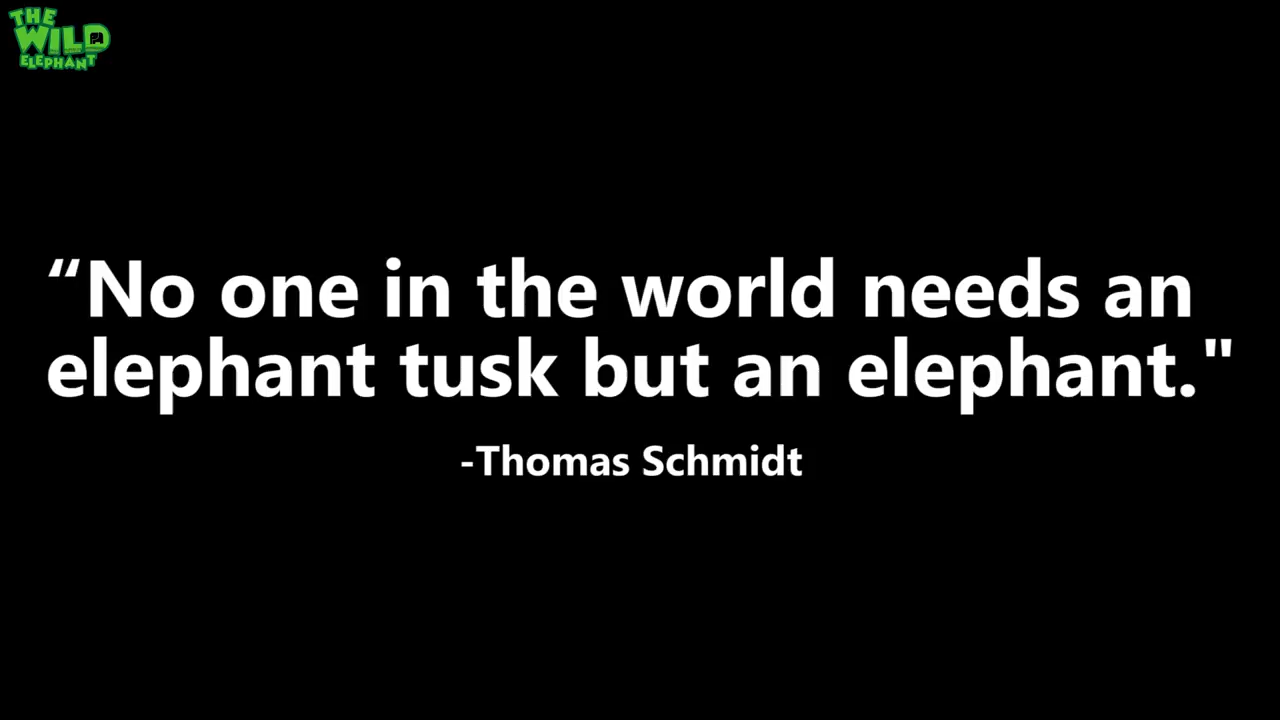 THE
WILD
ELEPHANT
“No one in the world needs an
elephant tusk but an elephant."
-Thomas Schmidt